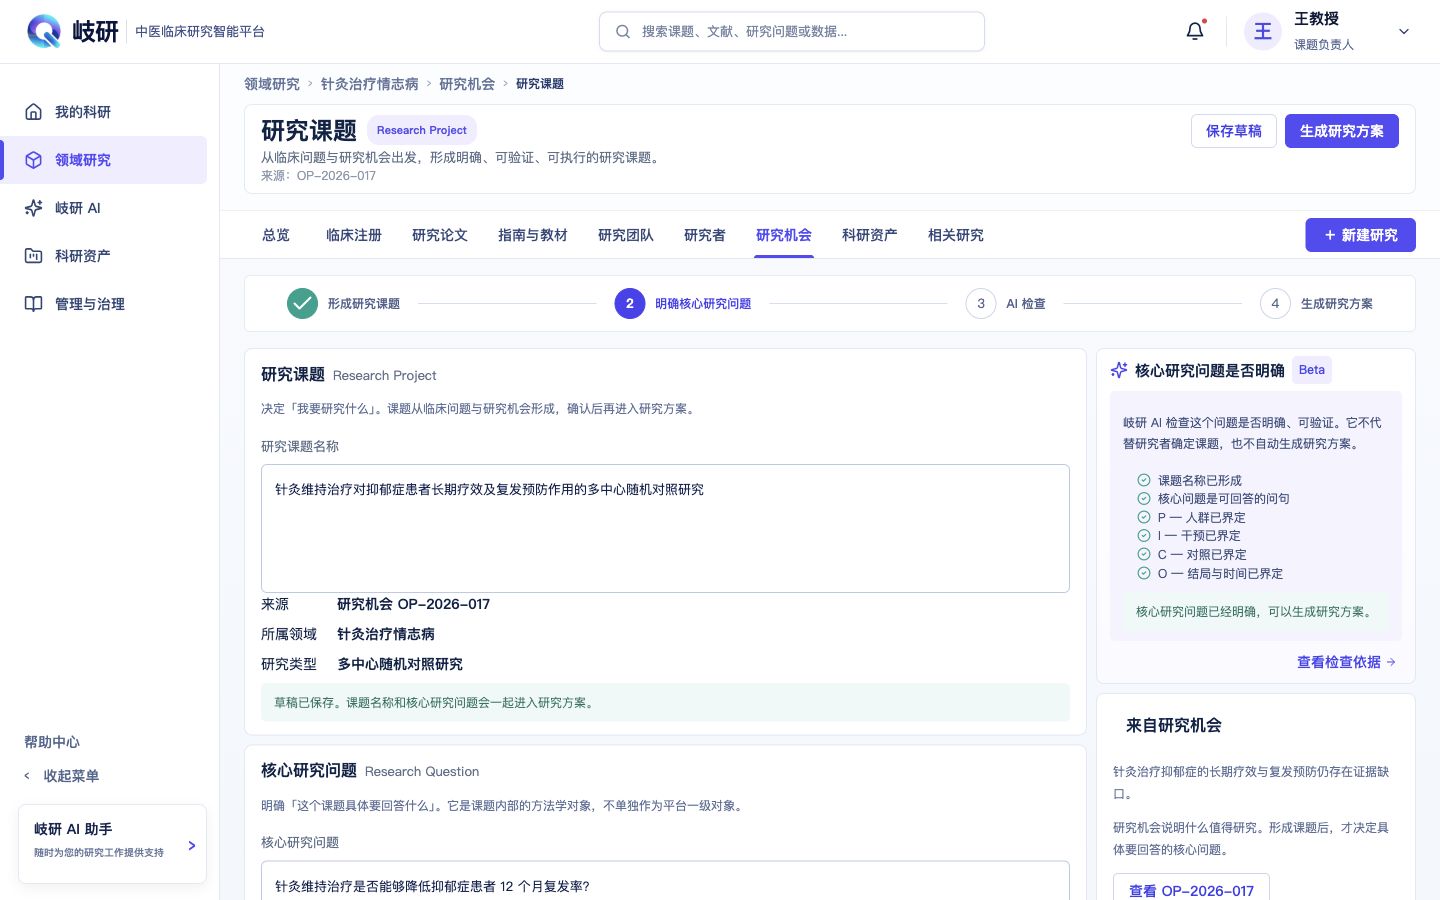 岐研
中医临床研究智能平台
搜索课题、文献、研究问题或数据...
王
王教授
课题负责人
我的科研
领域研究
岐研 AI
科研资产
管理与治理
帮助中心
收起菜单
岐研 AI 助手
随时为您的研究工作提供支持
领域研究 › 针灸治疗情志病 › 研究机会 › 研究课题
研究课题 Research Project
从临床问题与研究机会出发，形成明确、可验证、可执行的研究课题。
来源：OP-2026-017
保存草稿
生成研究方案
总览 临床注册 研究论文 指南与教材 研究团队 研究者 研究机会 科研资产 相关研究
+ 新建研究
形成研究课题
2 明确核心研究问题
3 AI 检查
4 生成研究方案
研究课题 Research Project
决定「我要研究什么」。课题从临床问题与研究机会形成，确认后再进入研究方案。
研究课题名称
针灸维持治疗对抑郁症患者长期疗效及复发预防作用的多中心随机对照研究
来源 研究机会 OP-2026-017
所属领域 针灸治疗情志病
研究类型 多中心随机对照研究
草稿已保存。课题名称和核心研究问题会一起进入研究方案。
核心研究问题 Research Question
明确「这个课题具体要回答什么」。它是课题内部的方法学对象，不单独作为平台一级对象。
核心研究问题
针灸维持治疗是否能够降低抑郁症患者 12 个月复发率?
核心研究问题是否明确 Beta
岐研 AI 检查这个问题是否明确、可验证。它不代
替研究者确定课题，也不自动生成研究方案。
课题名称已形成
核心问题是可回答的问句
P — 人群已界定
I — 干预已界定
C — 对照已界定
O — 结局与时间已界定
核心研究问题已经明确，可以生成研究方案。
查看检查依据 →
来自研究机会
针灸治疗抑郁症的长期疗效与复发预防仍存在证据缺
口。
研究机会说明什么值得研究。形成课题后，才决定具
体要回答的核心问题。
查看 OP-2026-017